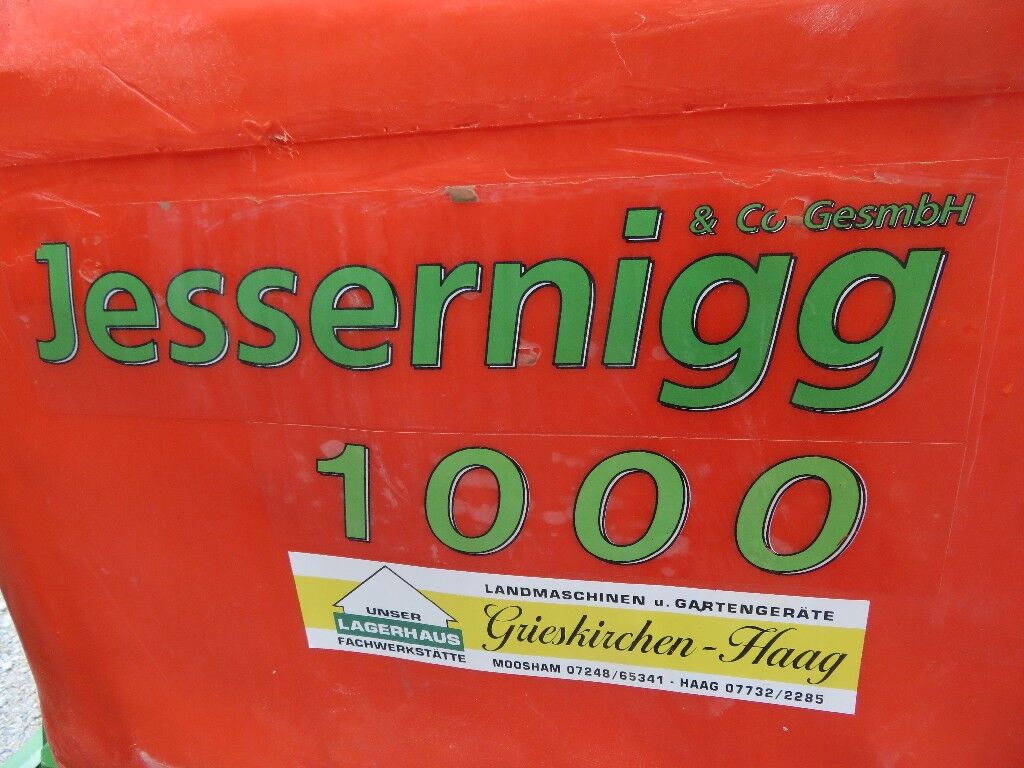 & Co GesmbH
Jessernigg
1000
UNSER
LAGERHAUS
FACHWERKSTÄTTE
LANDMASCHINEN u. GARTENGERÄTE
Grieskirchen - Haag
MOOSHAM 07248/65341 - HAAG 07732/2285